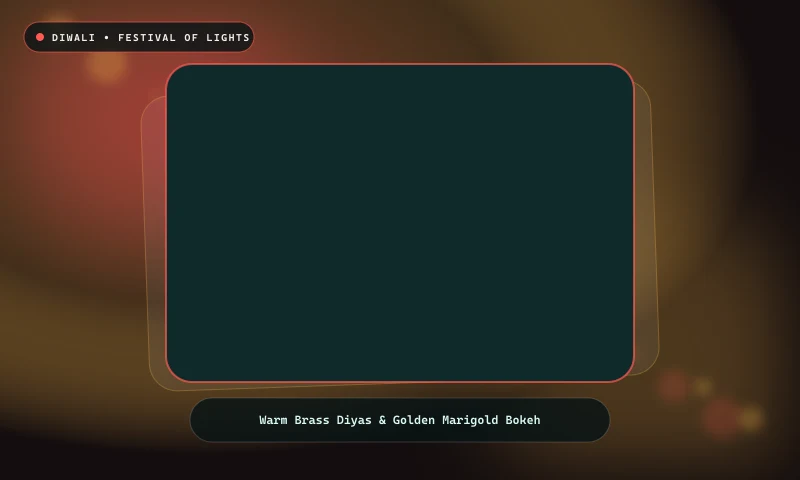 DIWALI • FESTIVAL OF LIGHTS
Warm Brass Diyas & Golden Marigold Bokeh